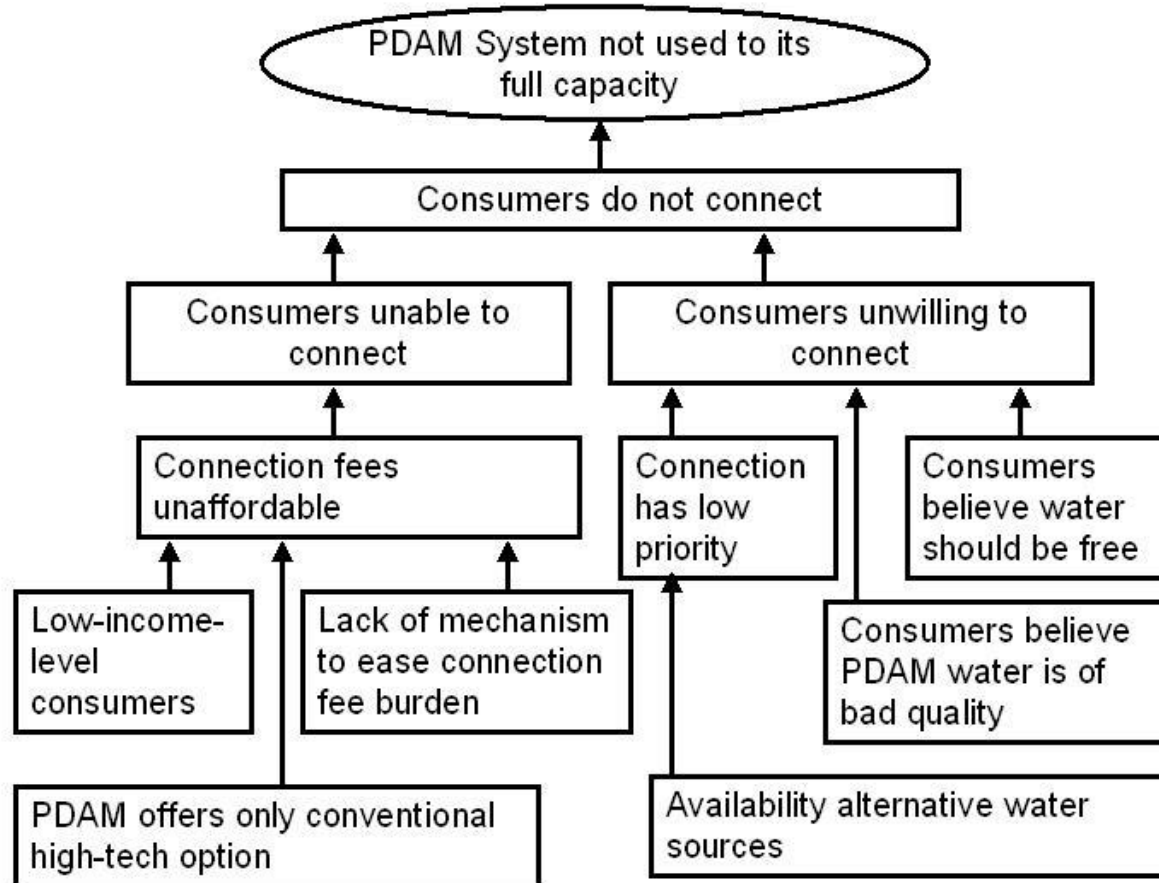 PDAM System not used to its
full capacity
Consumers do not connect
Consumers unable to
connect
Consumers unwilling to
connect
Connection fees
unaffordable
Connection
has low
priority
Consumers
believe water
should be free
Low-income-
level
consumers
Lack of mechanism
to ease connection
fee burden
Consumers believe
PDAM water is of
bad quality
PDAM offers only conventional
high-tech option
Availability alternative water
sources